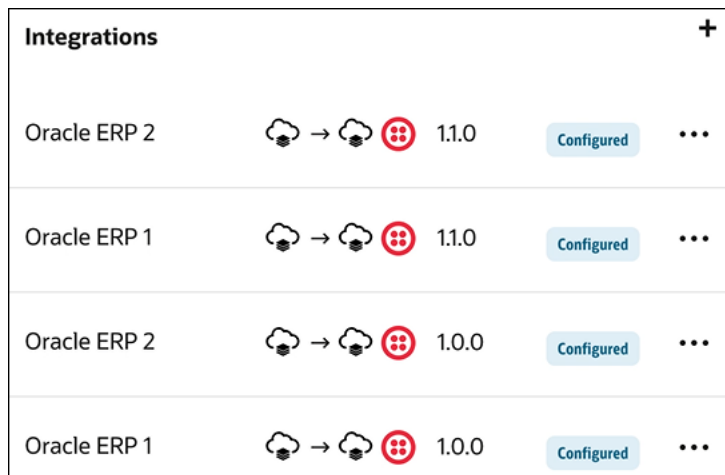 Integrations +
Oracle ERP 2 → 1.1.0 Configured •••
Oracle ERP 1 → 1.1.0 Configured •••
Oracle ERP 2 → 1.0.0 Configured •••
Oracle ERP 1 → 1.0.0 Configured •••